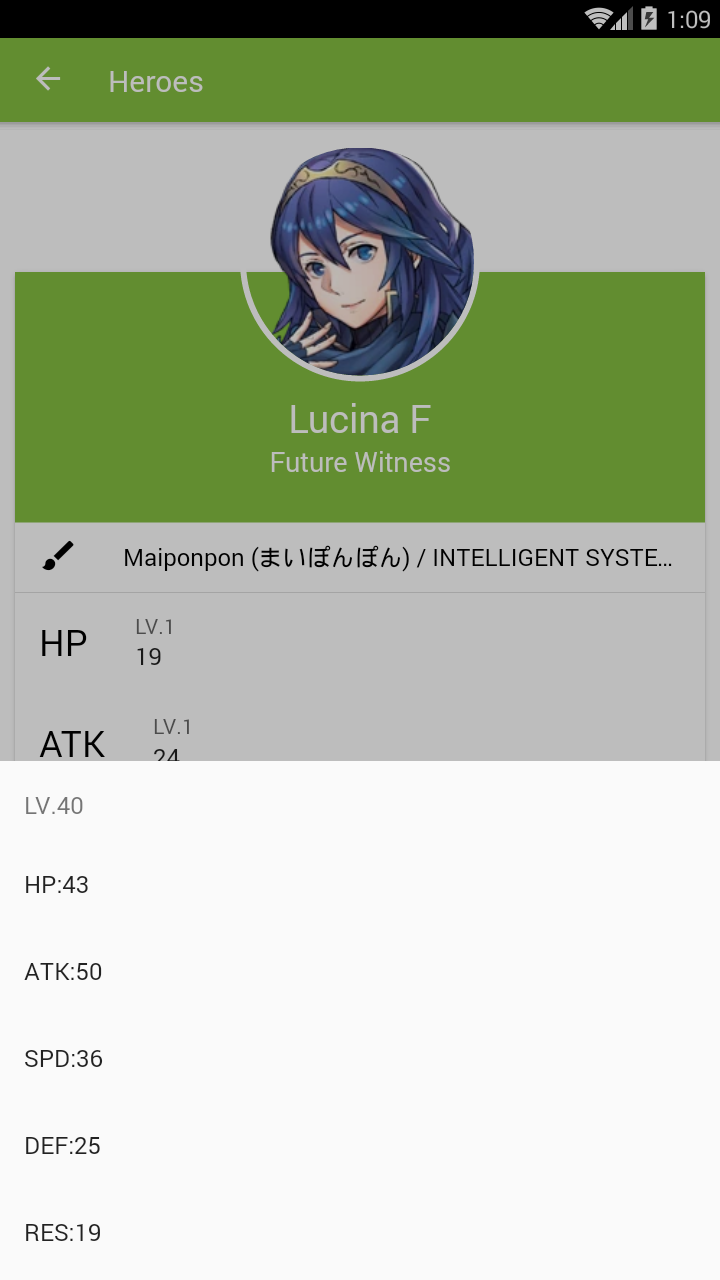 1:09
Heroes
Lucina F
Future Witness
Maiponpon (まいぽんぽん) / INTELLIGENT SYSTE...
HP
LV.1
19
ATK
LV.1
24
LV.40
HP:43
ATK:50
SPD:36
DEF:25
RES:19